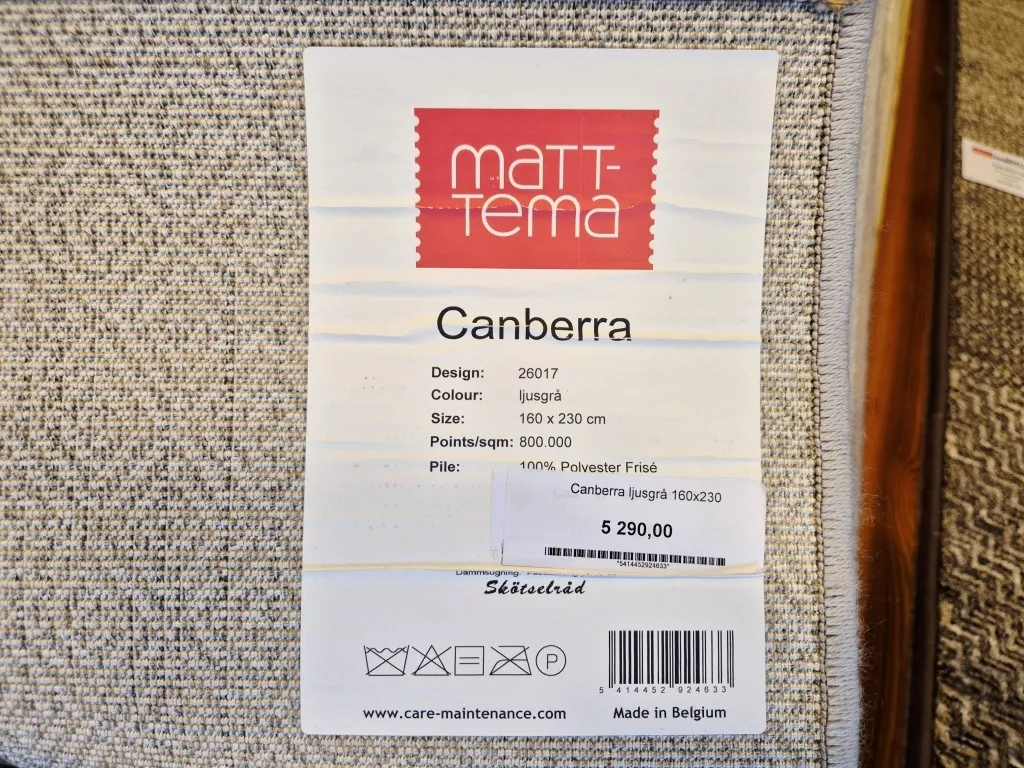 maTT-
Tema
Canberra
Design: 26017
Colour: ljusgrå
Size: 160 x 230 cm
Points/sqm: 800.000
Pile: 100% Polyester Frisé
Canberra ljusgrå 160x230
5 290,00
*5414452924633*
Dammsugning:
Skötselråd
P
5 414452 924633
www.care-maintenance.com
Made in Belgium